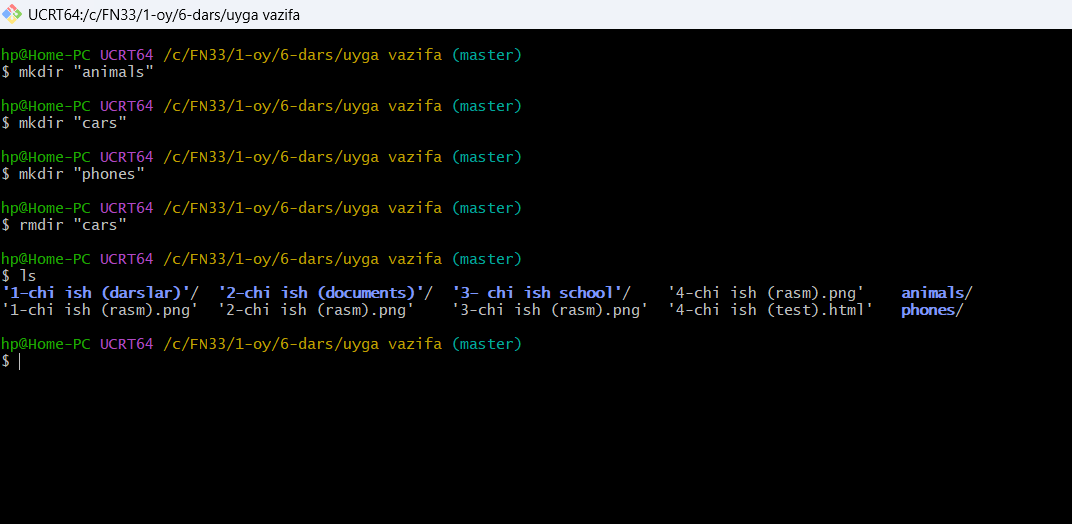 UCRT64:/c/FN33/1-oy/6-dars/uyga vazifa
hp@Home-PC UCRT64 /c/FN33/1-oy/6-dars/uyga vazifa (master)
$ mkdir "animals"
hp@Home-PC UCRT64 /c/FN33/1-oy/6-dars/uyga vazifa (master)
$ mkdir "cars"
hp@Home-PC UCRT64 /c/FN33/1-oy/6-dars/uyga vazifa (master)
$ mkdir "phones"
hp@Home-PC UCRT64 /c/FN33/1-oy/6-dars/uyga vazifa (master)
$ rmdir "cars"
hp@Home-PC UCRT64 /c/FN33/1-oy/6-dars/uyga vazifa (master)
$ ls
'1-chi ish (darslar)'/  '2-chi ish (documents)'/  '3- chi ish school'/    '4-chi ish (rasm).png'    animals/
'1-chi ish (rasm).png'  '2-chi ish (rasm).png'    '3-chi ish (rasm).png'  '4-chi ish (test).html'   phones/
hp@Home-PC UCRT64 /c/FN33/1-oy/6-dars/uyga vazifa (master)
$